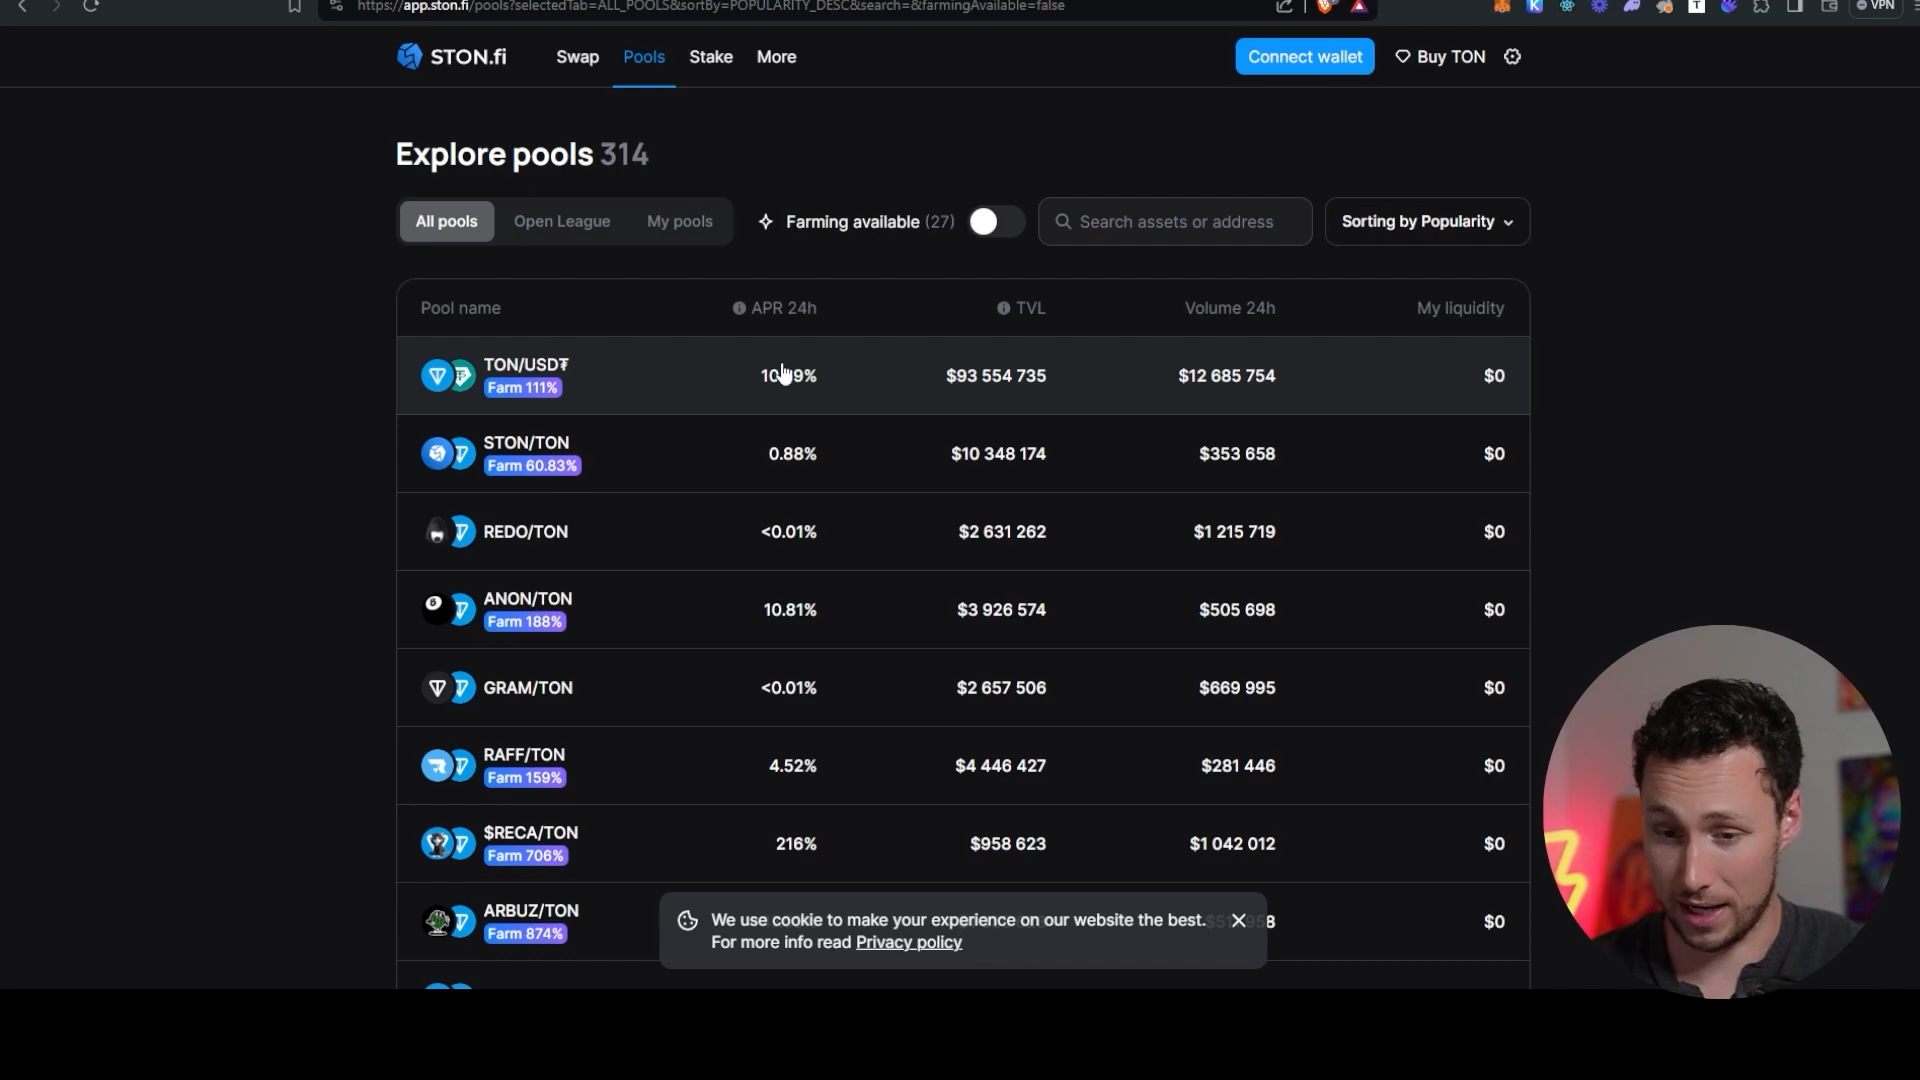 https://app.ston.fi/pools?selectedTab=ALL_POOLS&sortBy=POPULARITY_DESC&search=&farmingAvailable=false
VPN
STON.fi
Swap
Pools
Stake
More
Connect wallet
Buy TON
Explore pools 314
All pools
Open League
My pools
Farming available (27)
Search assets or address
Sorting by Popularity
Pool name APR 24h TVL Volume 24h My liquidity
TON/USD₮
Farm 111%
$93 554 735 $12 685 754 $0
STON/TON
Farm 60.83%
0.88% $10 348 174 $353 658 $0
REDO/TON <0.01% $2 631 262 $1 215 719 $0
ANON/TON
Farm 188%
10.81% $3 926 574 $505 698 $0
GRAM/TON <0.01% $2 657 506 $669 995 $0
RAFF/TON
Farm 159%
4.52% $4 446 427 $281 446 $0
$RECA/TON
Farm 706%
216% $958 623 $1 042 012 $0
ARBUZ/TON
Farm 874%
$0
We use cookie to make your experience on our website the best.
For more info read Privacy policy